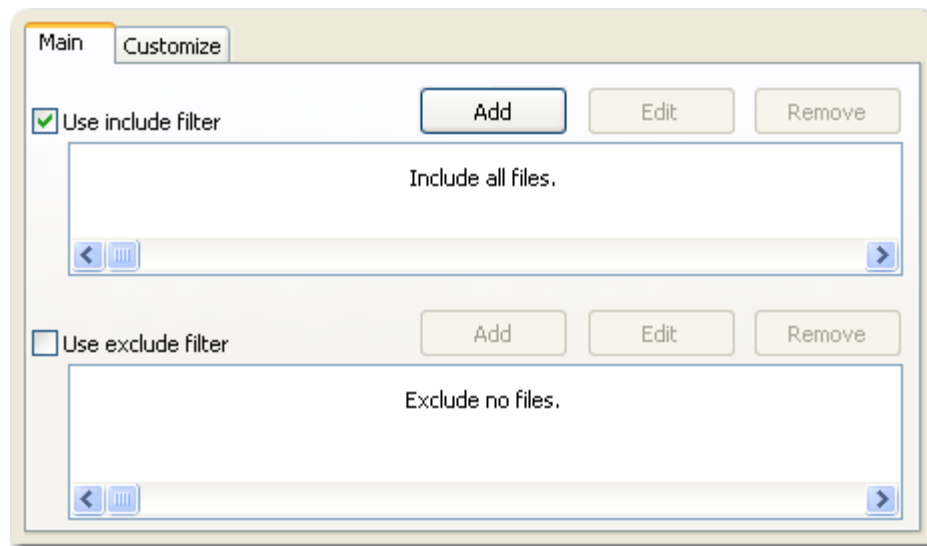 Main Customize
Use include filter Add Edit Remove
Include all files.
Use exclude filter Add Edit Remove
Exclude no files.